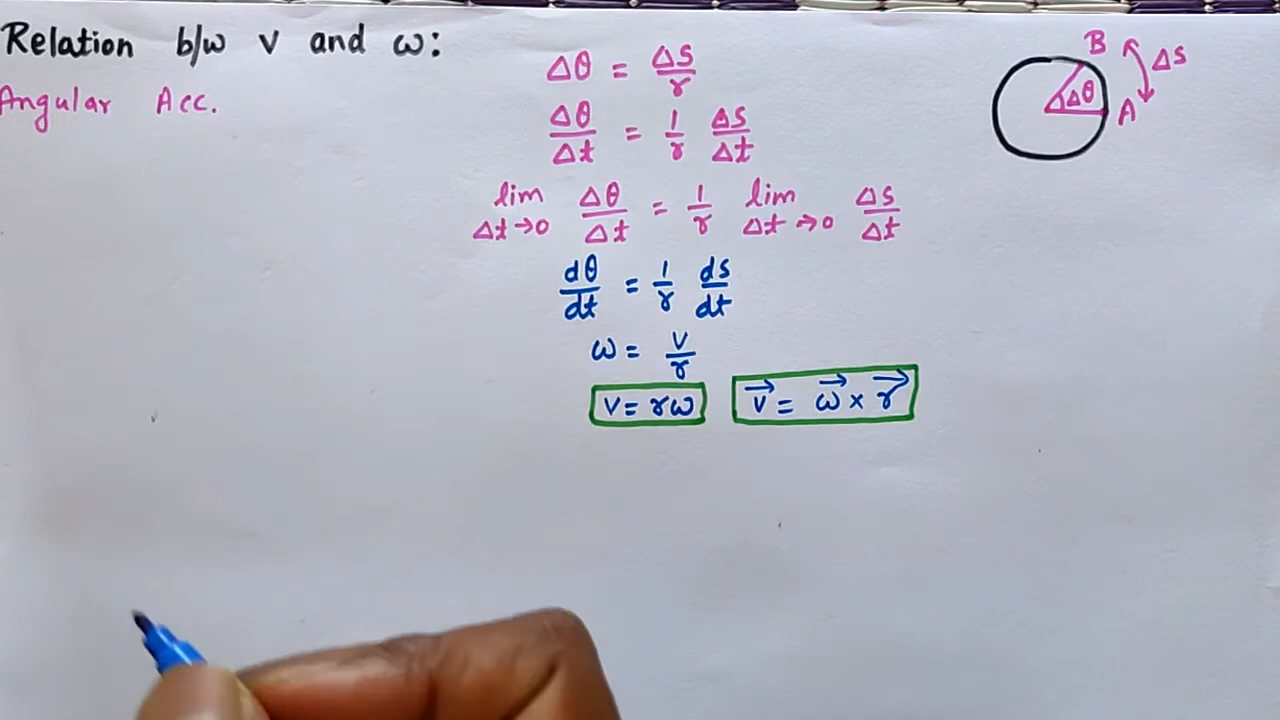 Relation b/w v and ω:
Angular Acc.
Δθ = Δs/r
Δθ/Δt = 1/r Δs/Δt
lim Δt→0 Δθ/Δt = 1/r lim Δt→0 Δs/Δt
dθ/dt = 1/r ds/dt
ω = v/r
v = rω
v⃗ = ω⃗ × r⃗
B
Δs
Δθ
A